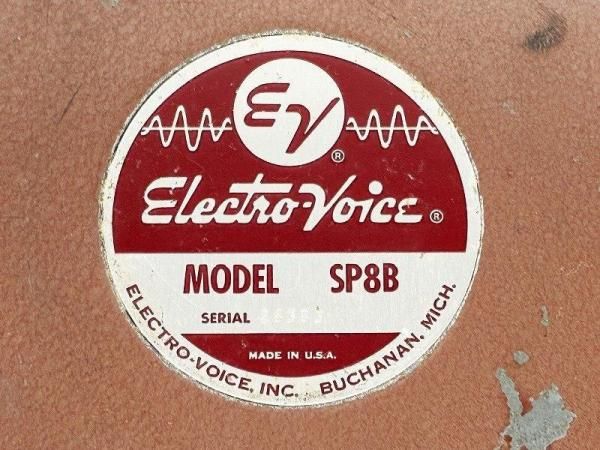 EV®
Electro-Voice®
MODEL SP8B
SERIAL
MADE IN U.S.A.
ELECTRO-VOICE, INC. BUCHANAN, MICH.